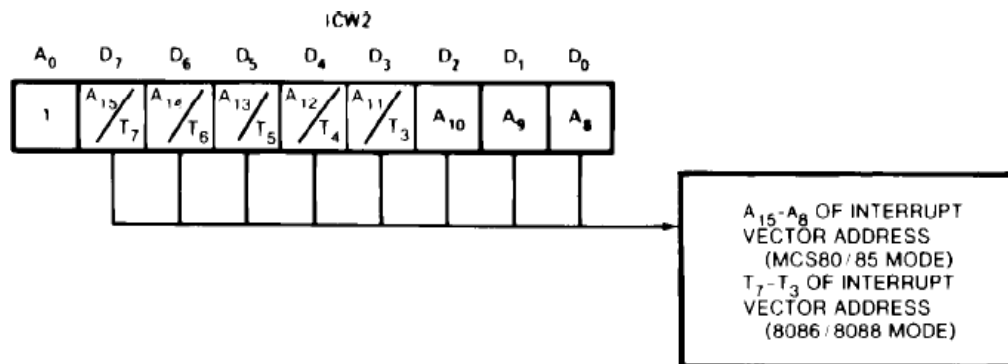 ICW2
A₀ D₇ D₆ D₅ D₄ D₃ D₂ D₁ D₀
1 A₁₅/T₇ A₁₄/T₆ A₁₃/T₅ A₁₂/T₄ A₁₁/T₃ A₁₀ A₉ A₈
A₁₅-A₈ OF INTERRUPT
VECTOR ADDRESS
(MCS80/85 MODE)
T₇-T₃ OF INTERRUPT
VECTOR ADDRESS
(8086/8088 MODE)